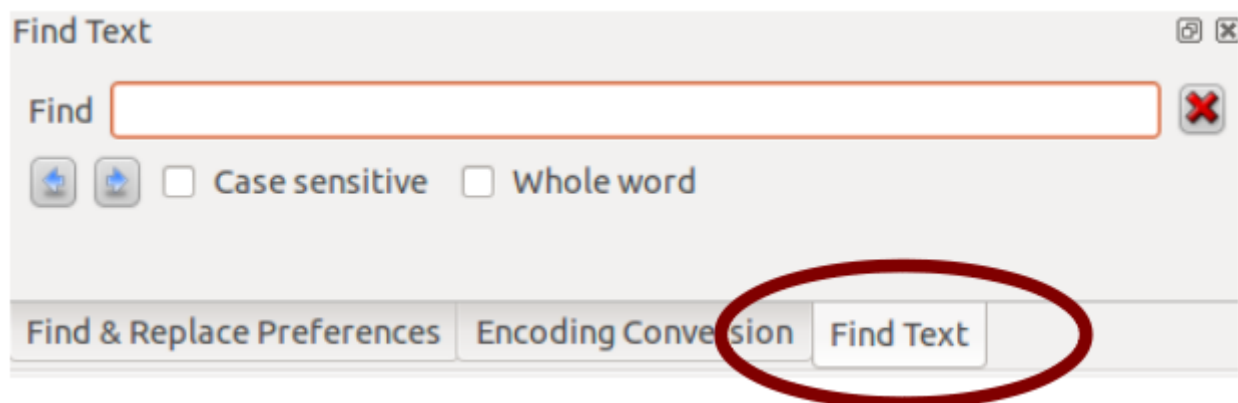 Find Text
Find
Case sensitive Whole word
Find & Replace Preferences Encoding Conversion Find Text